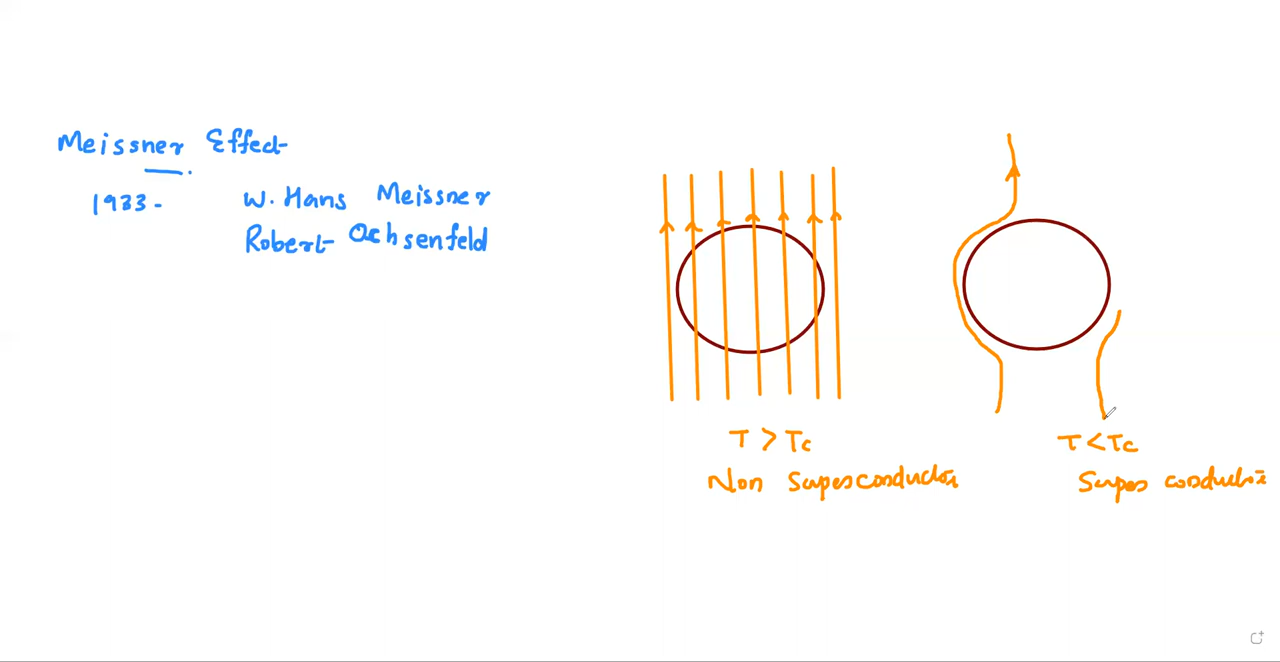 Meissner Effect
1933- W. Hans Meissner
Robert Ochsenfeld
T > Tc
Non Superconductor
T < Tc
Super conductor